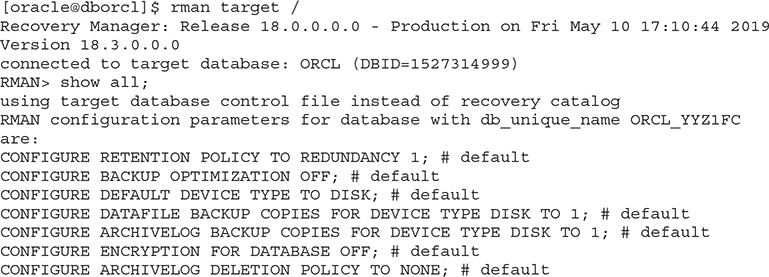 [oracle@dborcl]$ rman target /
Recovery Manager: Release 18.0.0.0.0 - Production on Fri May 10 17:10:44 2019
Version 18.3.0.0.0
connected to target database: ORCL (DBID=1527314999)
RMAN> show all;
using target database control file instead of recovery catalog
RMAN configuration parameters for database with db_unique_name ORCL_YYZ1FC
are:
CONFIGURE RETENTION POLICY TO REDUNDANCY 1; # default
CONFIGURE BACKUP OPTIMIZATION OFF; # default
CONFIGURE DEFAULT DEVICE TYPE TO DISK; # default
CONFIGURE DATAFILE BACKUP COPIES FOR DEVICE TYPE DISK TO 1; # default
CONFIGURE ARCHIVELOG BACKUP COPIES FOR DEVICE TYPE DISK TO 1; # default
CONFIGURE ENCRYPTION FOR DATABASE OFF; # default
CONFIGURE ARCHIVELOG DELETION POLICY TO NONE; # default